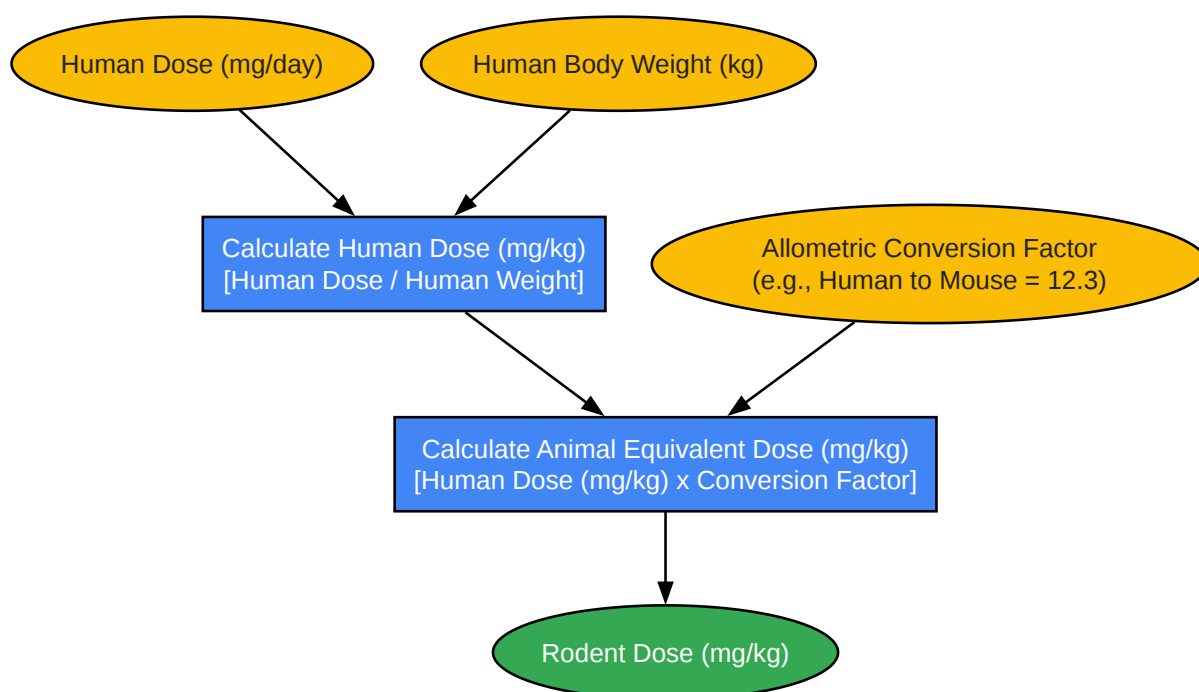 Human Dose (mg/day)
Human Body Weight (kg)
Calculate Human Dose (mg/kg)
[Human Dose / Human Weight]
Allometric Conversion Factor
(e.g., Human to Mouse = 12.3)
Calculate Animal Equivalent Dose (mg/kg)
[Human Dose (mg/kg) x Conversion Factor]
Rodent Dose (mg/kg)